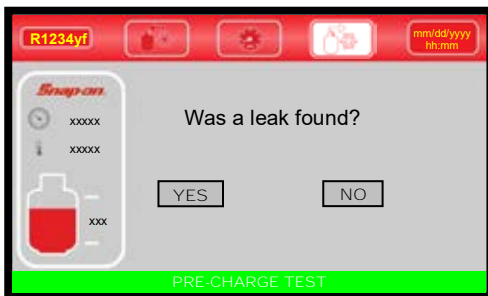 R1234yf
mm/dd/yyyy
hh:mm
Snap-on
xxxxx
xxxxx
xxx
Was a leak found?
YES
NO
PRE-CHARGE TEST